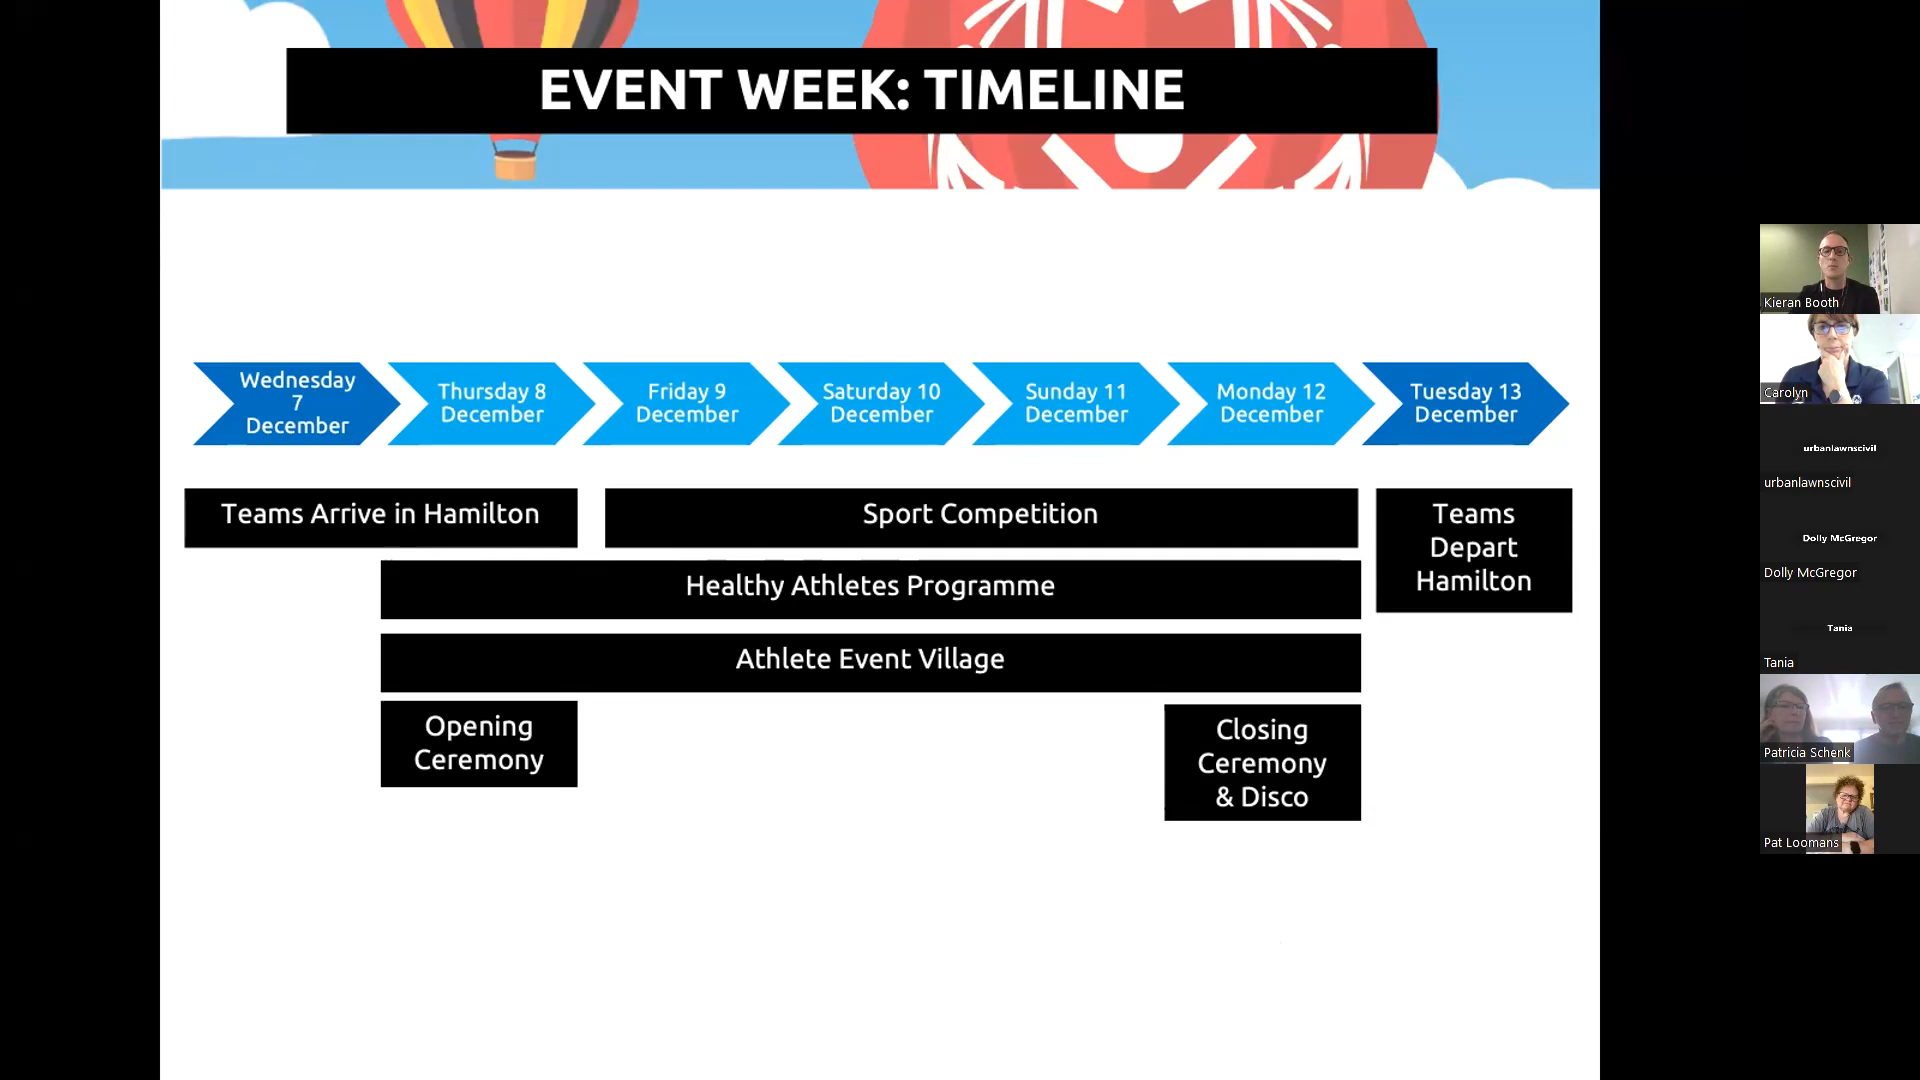 EVENT WEEK: TIMELINE
Wednesday
7
December
Thursday 8
December
Friday 9
December
Saturday 10
December
Sunday 11
December
Monday 12
December
Tuesday 13
December
Teams Arrive in Hamilton
Sport Competition
Teams
Depart
Hamilton
Healthy Athletes Programme
Athlete Event Village
Opening
Ceremony
Closing
Ceremony
& Disco
Kieran Booth
Carolyn
urbanlawnscivil
urbanlawnscivil
Dolly McGregor
Dolly McGregor
Tania
Tania
Patricia Schenk
Pat Loomans